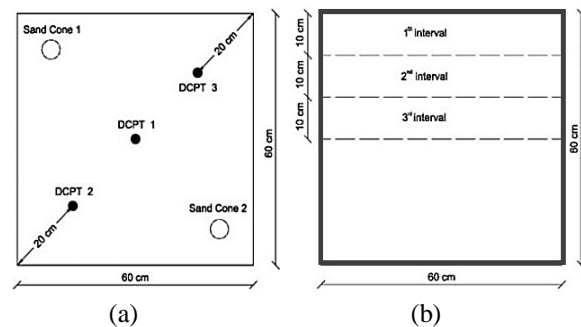 Sand Cone 1
20 cm
DCPT 3
DCPT 1
DCPT 2
Sand Cone 2
20 cm
60 cm
60 cm
(a)
10 cm
10 cm
10 cm
1th interval
2nd interval
3rd interval
60 cm
60 cm
(b)